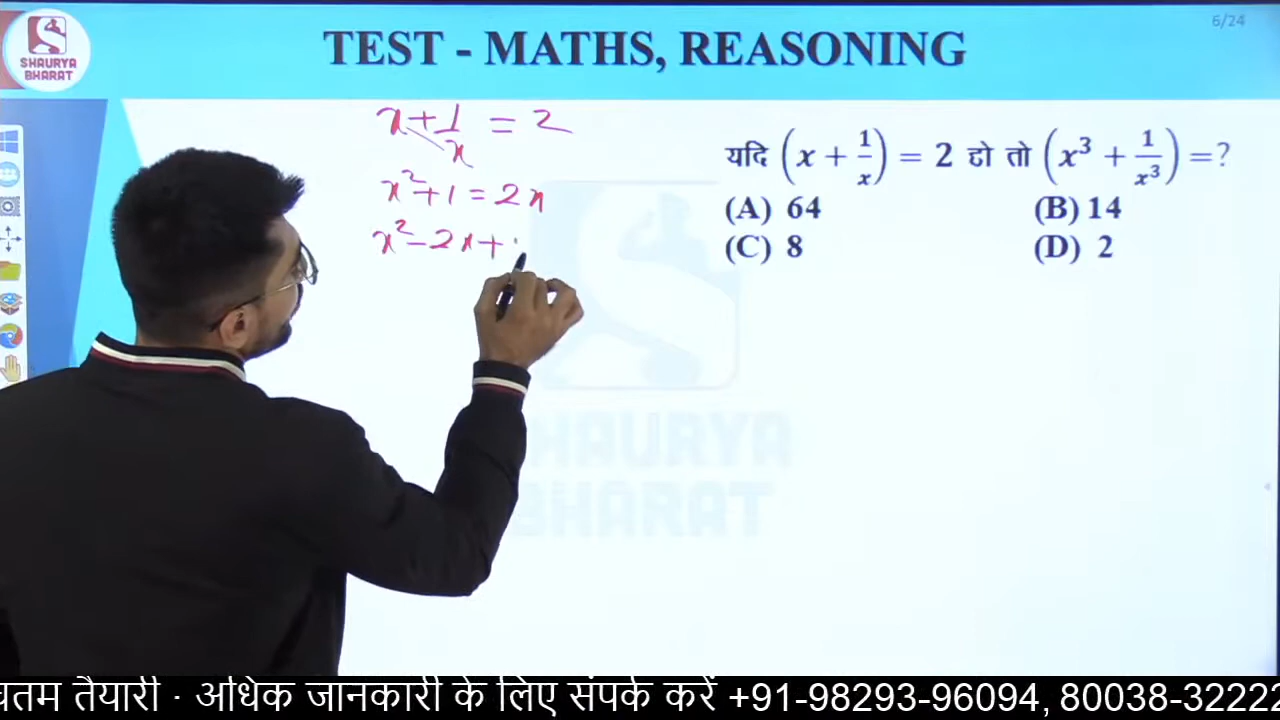 6/24
SHAURYA
BHARAT
TEST - MATHS, REASONING
x + 1/x = 2
x² + 1 = 2x
x² - 2x +
यदि (x + 1/x) = 2 हो तो (x³ + 1/x³) =?
(A) 64
(B) 14
(C) 8
(D) 2
SHAURYA
BHARAT
तैयारी · अधिक जानकारी के लिए संपर्क करें +91-98293-96094, 80038-32222